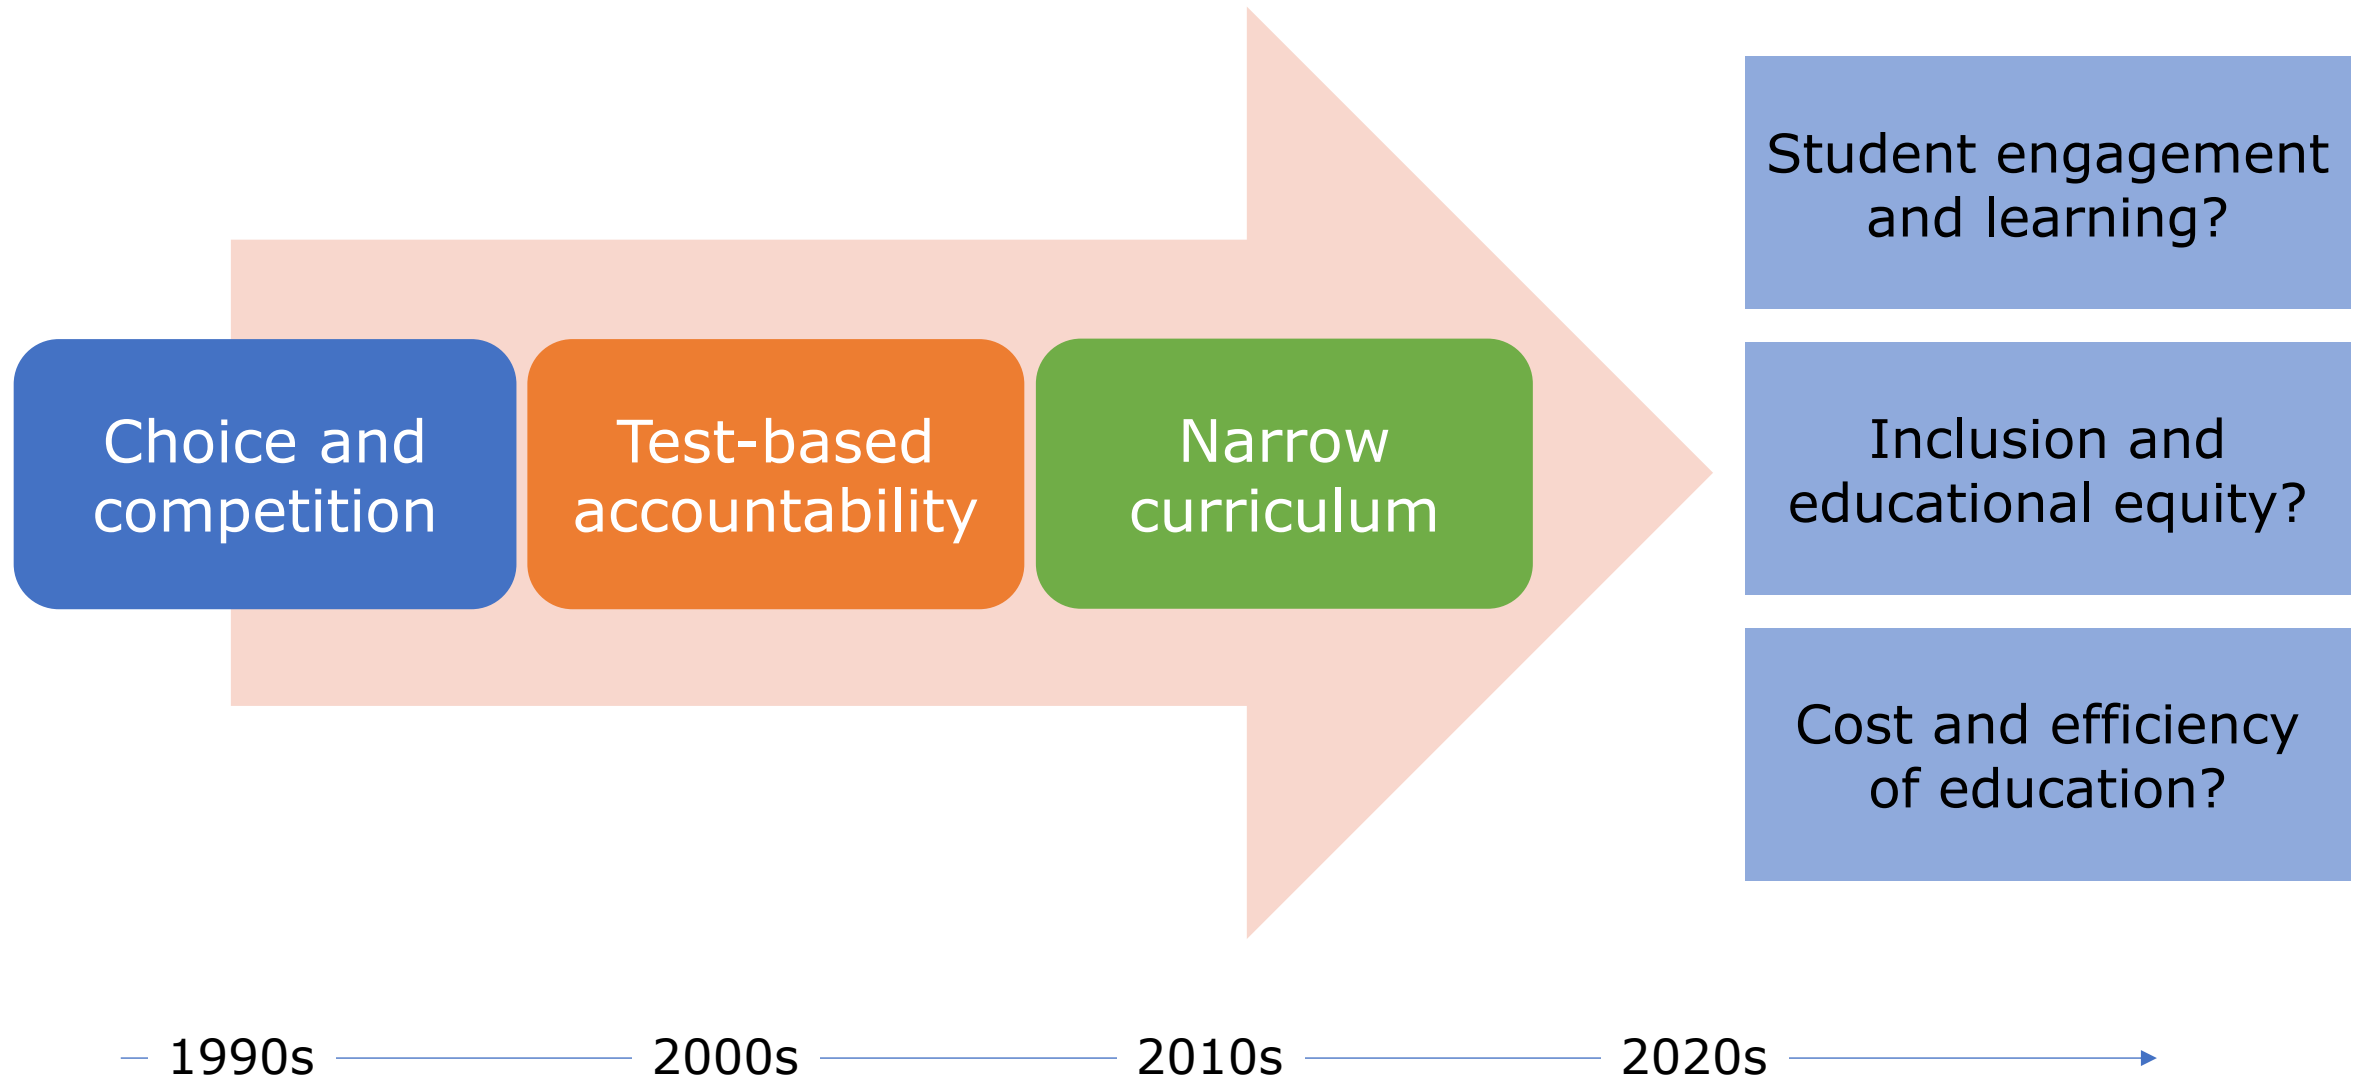 Choice and
competition
Test-based
accountability
Narrow
curriculum
Student engagement
and learning?
Inclusion and
educational equity?
Cost and efficiency
of education?
1990s
2000s
2010s
2020s